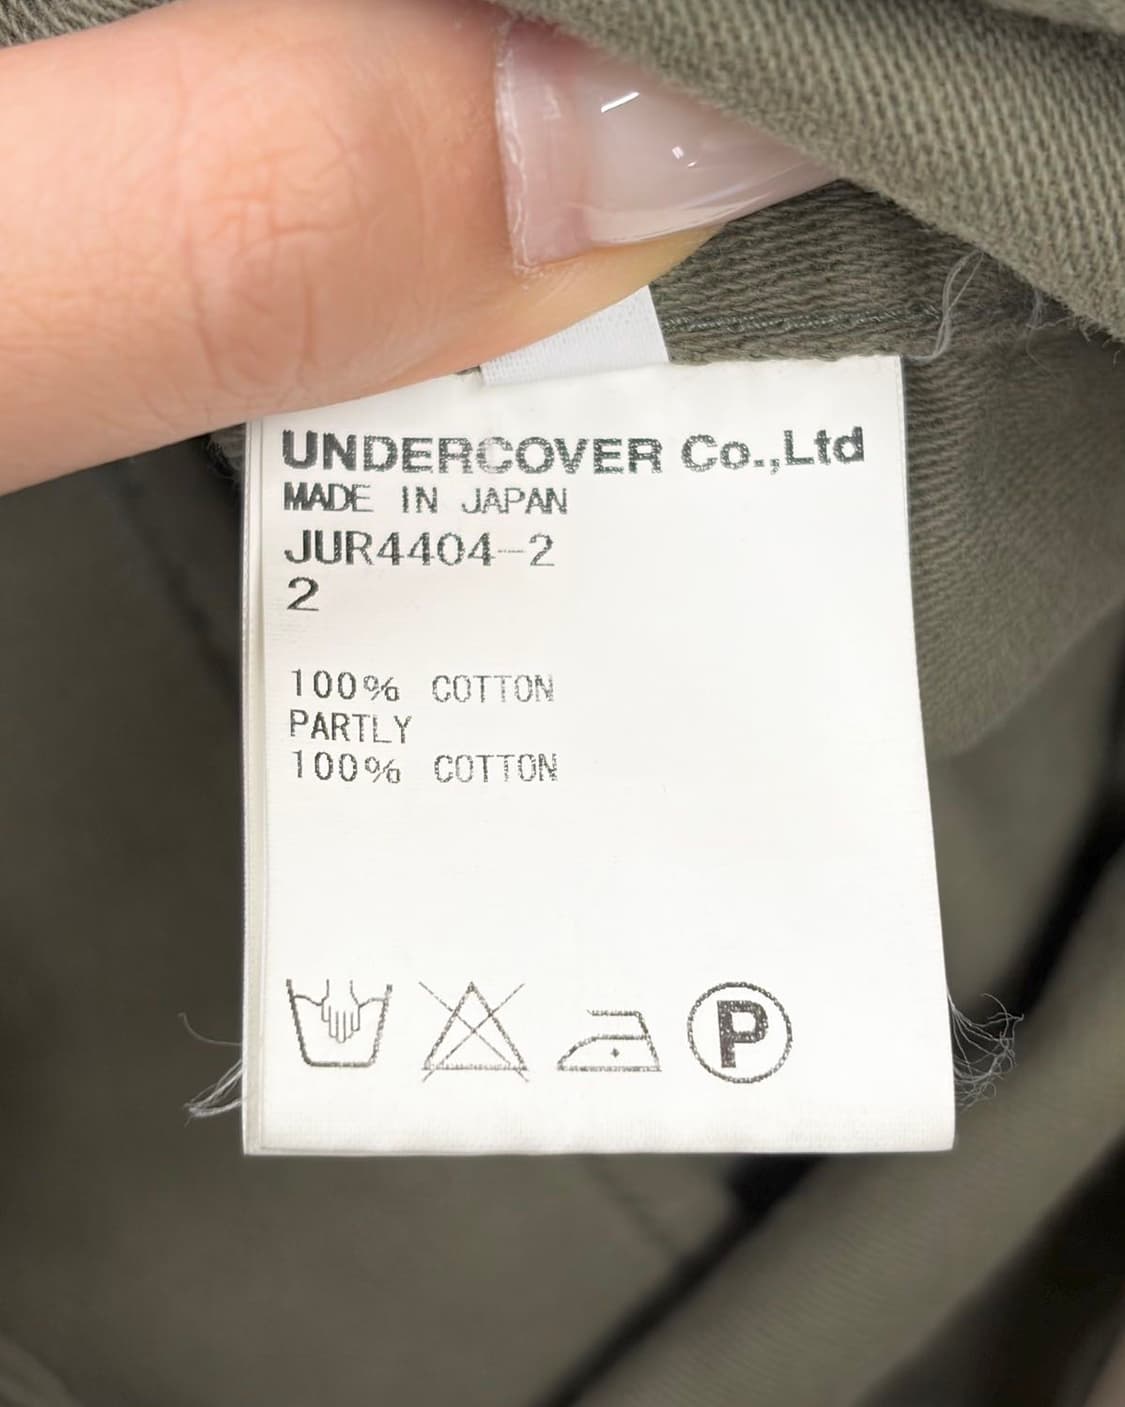 UNDERCOVER Co.,Ltd
MADE IN JAPAN
JUR4404-2
2
100% COTTON
PARTLY
100% COTTON
P